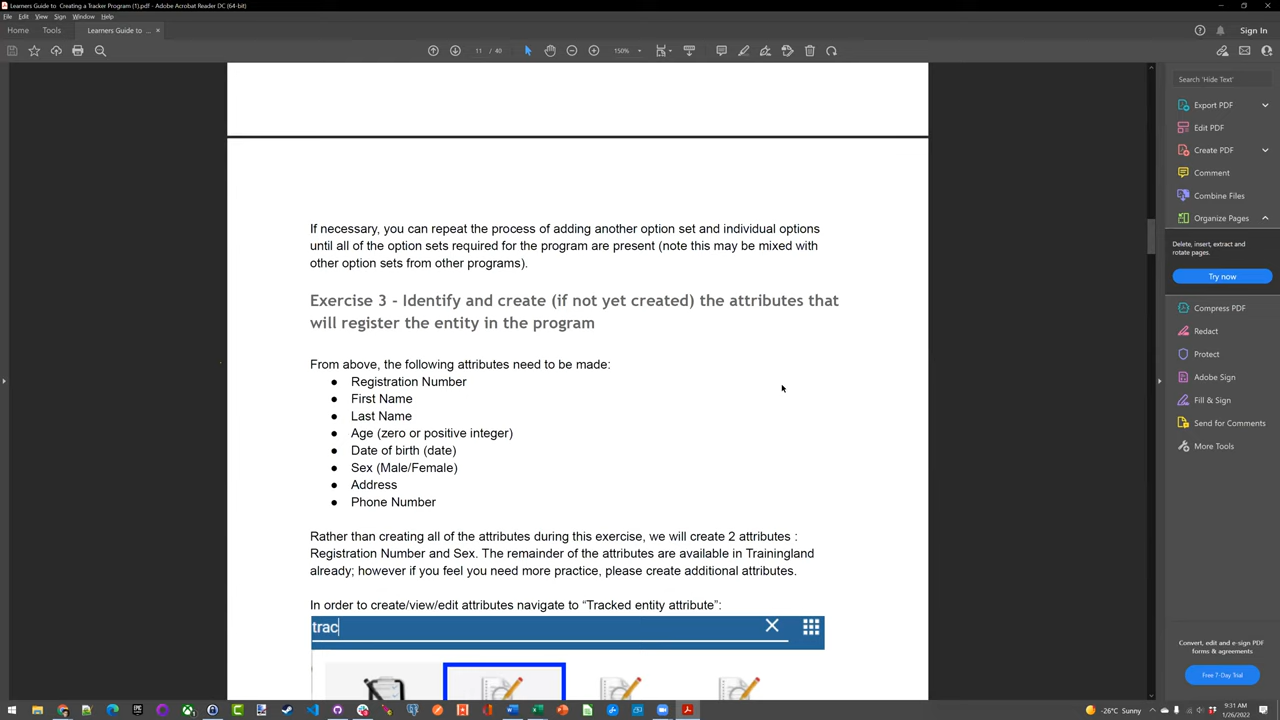 Learners Guide to Creating a Tracker Program (1).pdf - Adobe Acrobat Reader DC (64-bit)
File Edit View Sign Window Help
Home Tools Learners Guide to ... × Sign In
11 / 40 150%
Search 'Hide Text'
Export PDF
Edit PDF
Create PDF
Comment
Combine Files
Organize Pages
Delete, insert, extract and
rotate pages.
Try now
Compress PDF
Redact
Protect
Adobe Sign
Fill & Sign
Send for Comments
More Tools
Convert, edit and e-sign PDF
forms & agreements
Free 7-Day Trial
If necessary, you can repeat the process of adding another option set and individual options
until all of the option sets required for the program are present (note this may be mixed with
other option sets from other programs).
Exercise 3 - Identify and create (if not yet created) the attributes that
will register the entity in the program
From above, the following attributes need to be made:
● Registration Number
● First Name
● Last Name
● Age (zero or positive integer)
● Date of birth (date)
● Sex (Male/Female)
● Address
● Phone Number
Rather than creating all of the attributes during this exercise, we will create 2 attributes :
Registration Number and Sex. The remainder of the attributes are available in Trainingland
already; however if you feel you need more practice, please create additional attributes.
In order to create/view/edit attributes navigate to “Tracked entity attribute”:
trac
-26°C Sunny
9:31 AM
1/26/2022